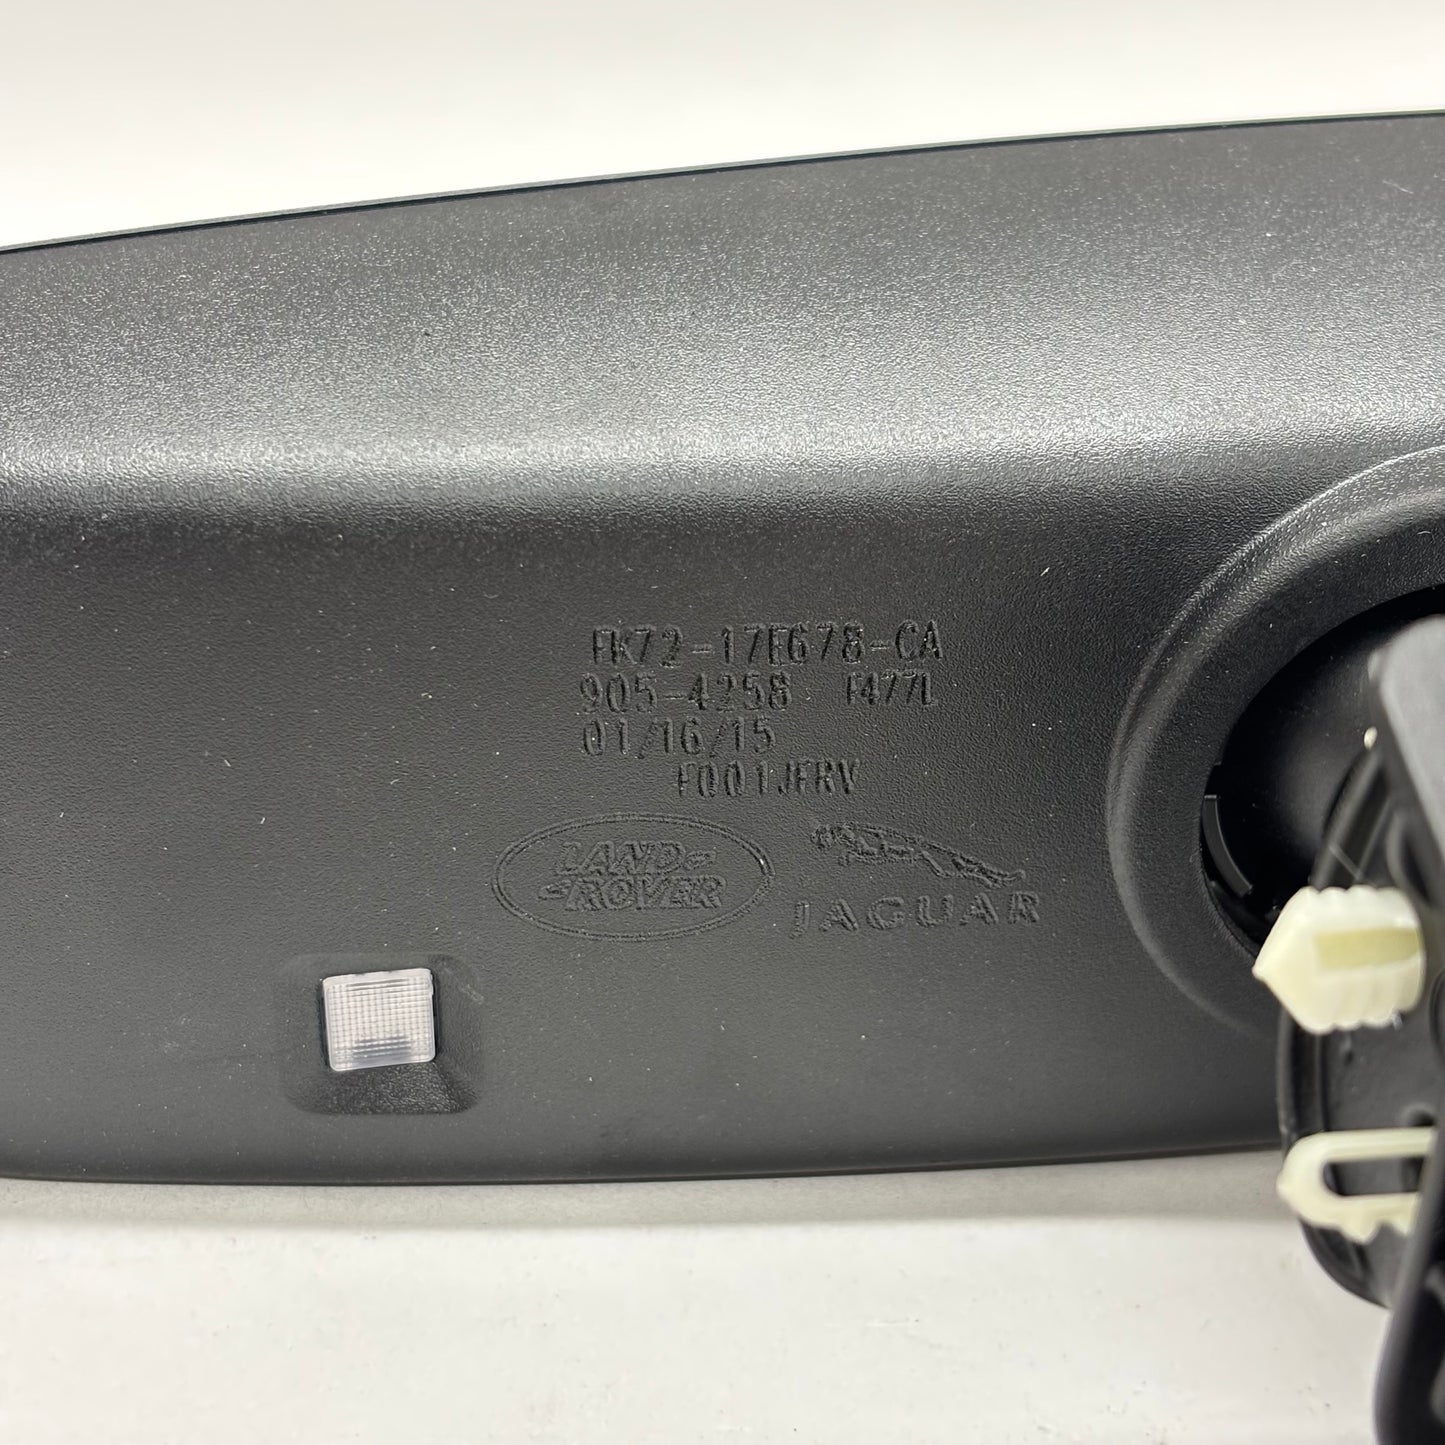 FK72-17E678-CA
905-4258 F477L
01/16/15
F001JFRV
LAND
ROVER
JAGUAR